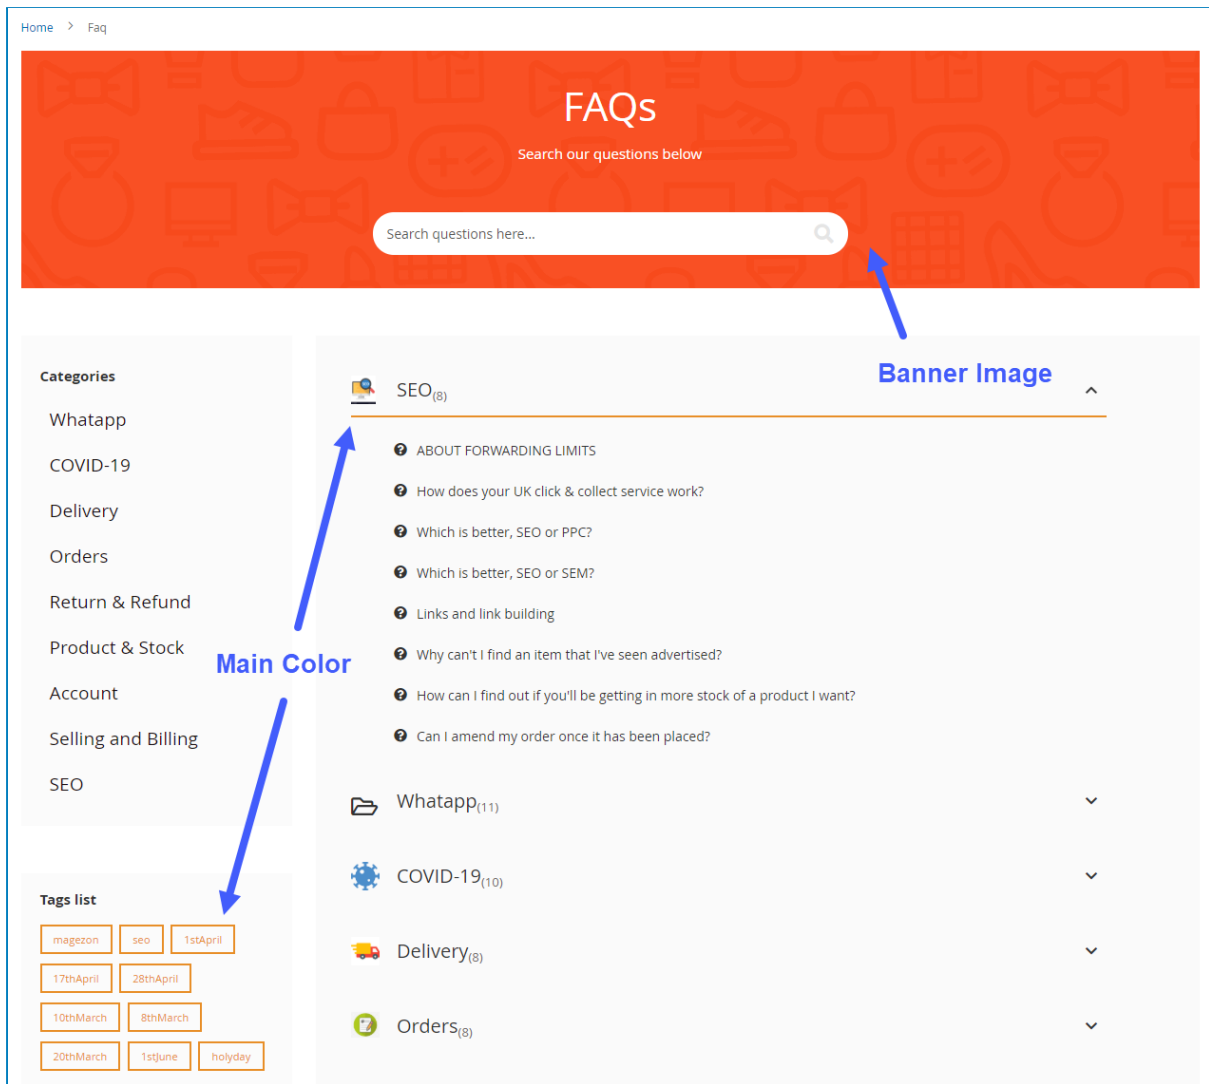 Home > Faq
FAQs
Search our questions below
Search questions here...
Banner Image
Categories
Whatapp
COVID-19
Delivery
Orders
Return & Refund
Product & Stock
Account
Selling and Billing
SEO
Main Color
Tags list
magezon seo 1stApril
17thApril 28thApril
10thMarch 8thMarch
20thMarch 1stJune holyday
SEO(8)
ABOUT FORWARDING LIMITS
How does your UK click & collect service work?
Which is better, SEO or PPC?
Which is better, SEO or SEM?
Links and link building
Why can't I find an item that I've seen advertised?
How can I find out if you'll be getting in more stock of a product I want?
Can I amend my order once it has been placed?
Whatapp(11)
COVID-19(10)
Delivery(8)
Orders(8)